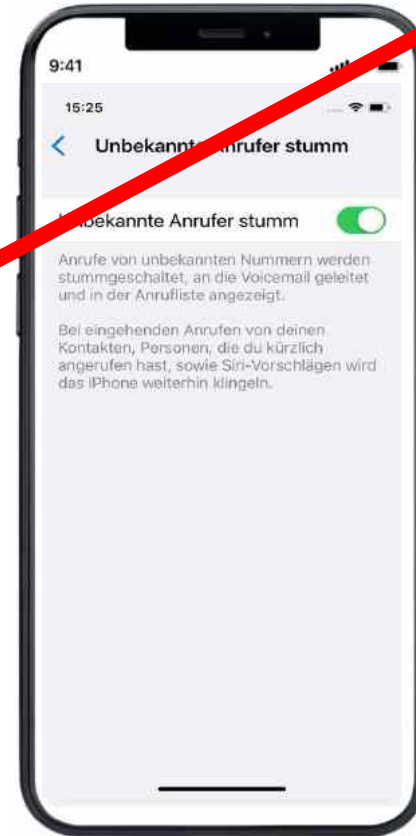 9:41
15:25
Unbekannte Anrufer stumm
Unbekannte Anrufer stumm
Anrufe von unbekannten Nummern werden
stummgeschaltet, an die Voicemail geleitet
und in der Anrufliste angezeigt.
Bei eingehenden Anrufen von deinen
Kontakten, Personen, die du kürzlich
angerufen hast, sowie Siri-Vorschlägen wird
das iPhone weiterhin klingeln.